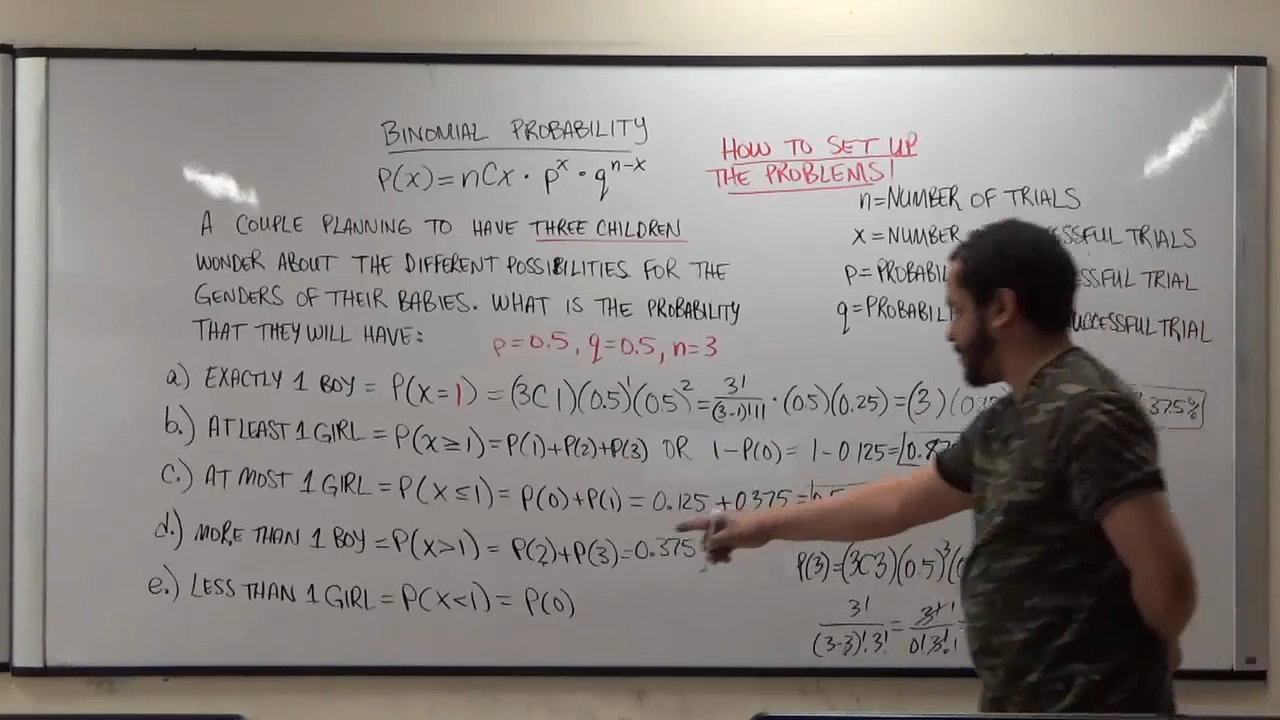 BINOMIAL PROBABILITY
P(x)=nCx · p^x · q^n-x
HOW TO SET UP
THE PROBLEMS!
n=NUMBER OF TRIALS
x=NUMBER TRIALS
p= TRIAL
q= TRIAL
A COUPLE PLANNING TO HAVE THREE CHILDREN
WONDER ABOUT THE DIFFERENT POSSIBILITIES FOR THE
GENDERS OF THEIR BABIES. WHAT IS THE PROBABILITY
THAT THEY WILL HAVE:
p=0.5, q=0.5, n=3
a) EXACTLY 1 BOY = P(x=1) = (3C1)(0.5)^1(0.5)^2 = 3!/(3-1)!1! · (0.5)(0.25) = (3) 37.5%
b.) AT LEAST 1 GIRL = P(x≥1) = P(1)+P(2)+P(3) OR 1-P(0) = 1-0.125=
c.) AT MOST 1 GIRL = P(x≤1) = P(0)+P(1) = 0.125+0.375=
d.) MORE THAN 1 BOY = P(x>1) = P(2)+P(3)=0.375
e.) LESS THAN 1 GIRL = P(x<1) = P(0)
P(3)=(3C3)(0.5)^3
3!/(3-3)!3! = 3!/0!3!